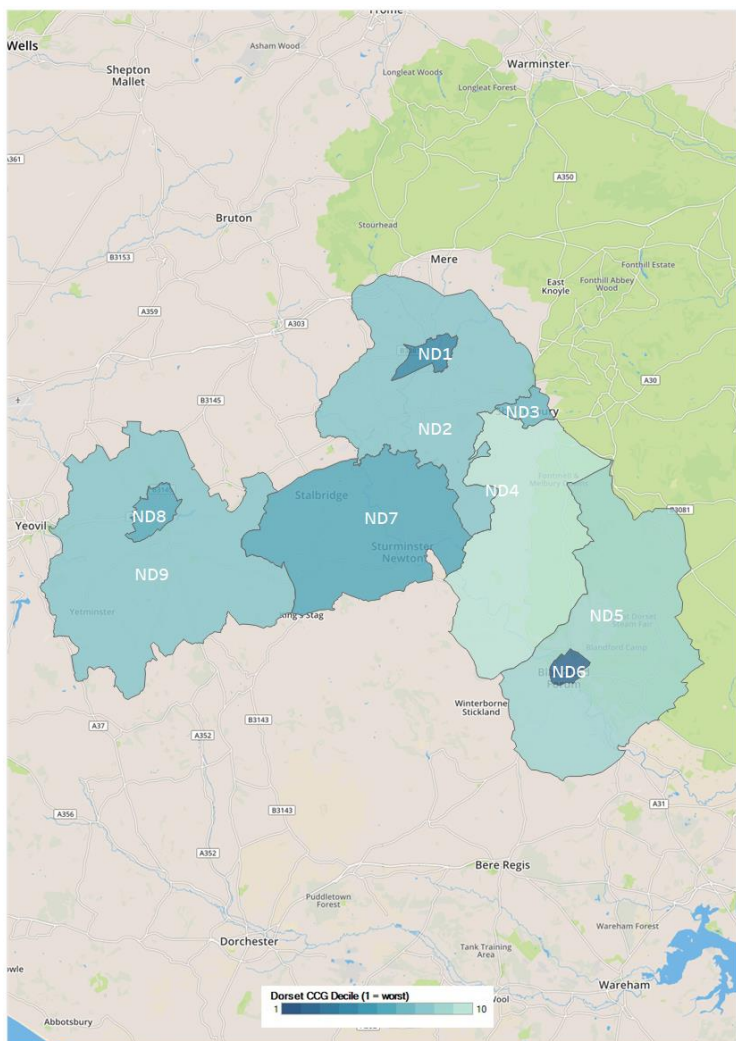 Wells
Shepton
Mallet
Asham Wood
Warminster
Longleat Woods
Longleat Forest
A361
A350
Bruton
Stourhead
B3153
Mere
Fonthill Estate
East
Knoyle
Fonthill Abbey
Wood
A359
A303
ND1
A30
B3145
ND3
ND2
ND4
Stalbridge
B3081
ND8
Yeovil
ND7
Sturminster
Newton
ND9
Yetminster
ND5
Blandford Camp
ND6
Winterborne
Stickland
A37
B3143
A352
A31
A356
B3143
A352
Bere Regis
Puddletown
Forest
Wareham Forest
Dorchester
Tank Training
Area
Wareham
Dorset CCG Decile (1 = worst)
1 10
Abbotsbury